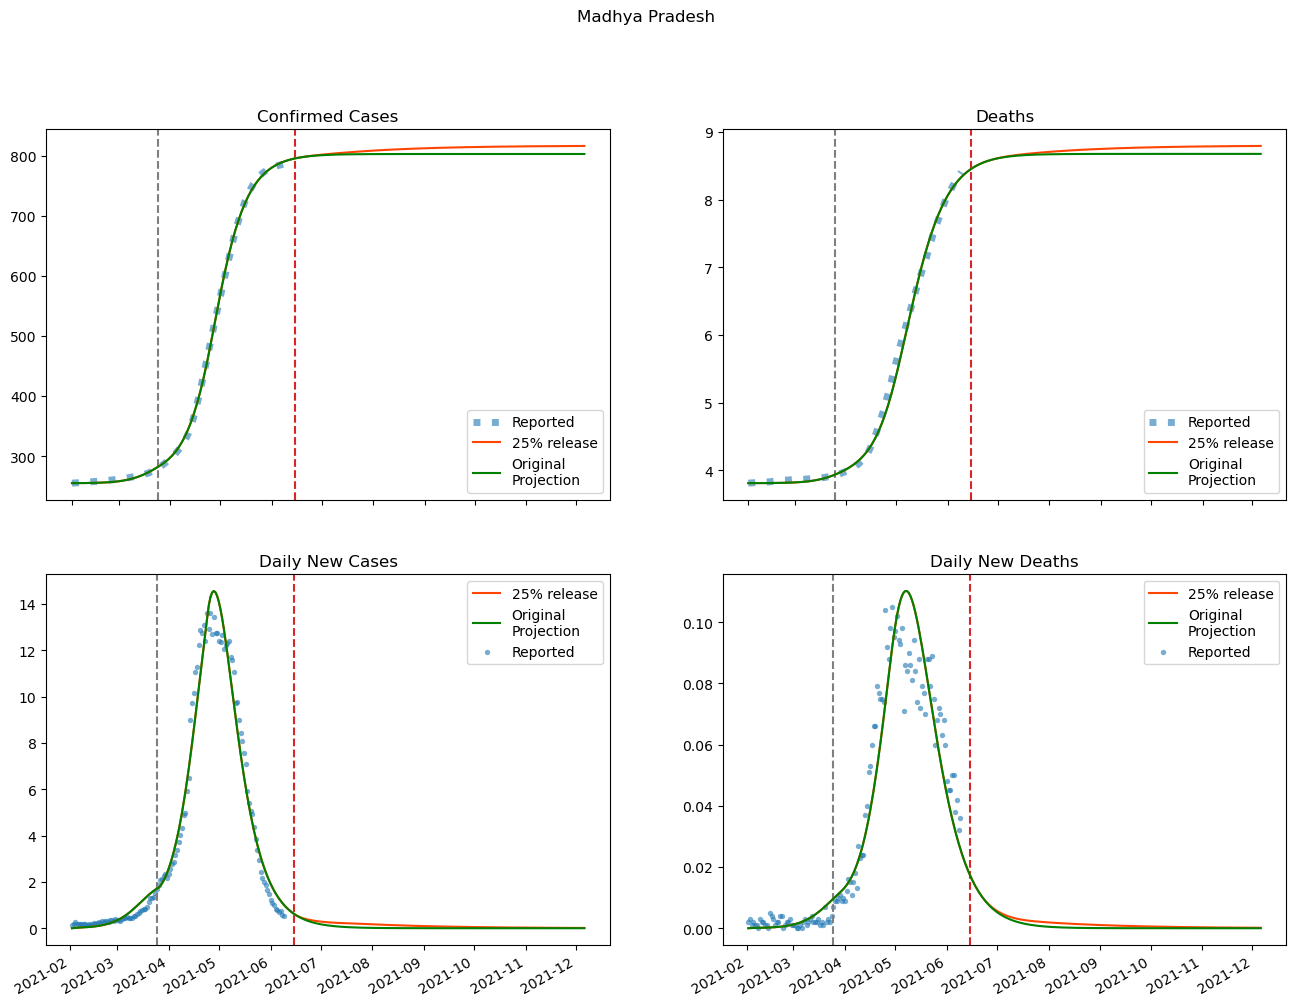 Madhya Pradesh
Confirmed Cases
800
700
600
500
400
300
Reported
25% release
Original
Projection
Deaths
9
8
7
6
5
4
Reported
25% release
Original
Projection
Daily New Cases
14
12
10
8
6
4
2
0
25% release
Original
Projection
Reported
2021-02
2021-03
2021-04
2021-05
2021-06
2021-07
2021-08
2021-09
2021-10
2021-11
2021-12
Daily New Deaths
0.10
0.08
0.06
0.04
0.02
0.00
25% release
Original
Projection
Reported
2021-02
2021-03
2021-04
2021-05
2021-06
2021-07
2021-08
2021-09
2021-10
2021-11
2021-12